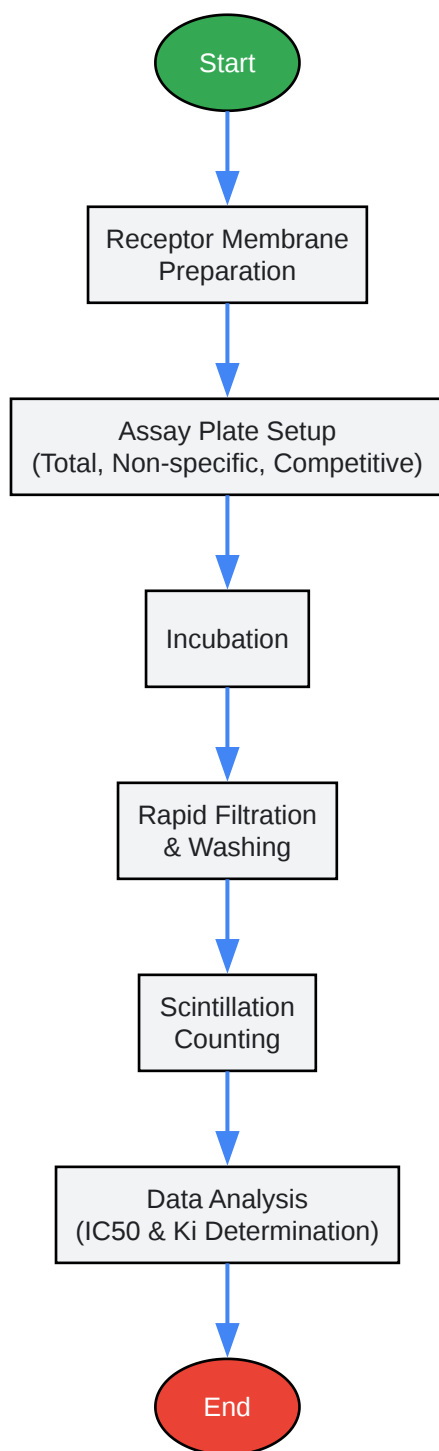 Start
Receptor Membrane
Preparation
Assay Plate Setup
(Total, Non-specific, Competitive)
Incubation
Rapid Filtration
& Washing
Scintillation
Counting
Data Analysis
(IC50 & Ki Determination)
End